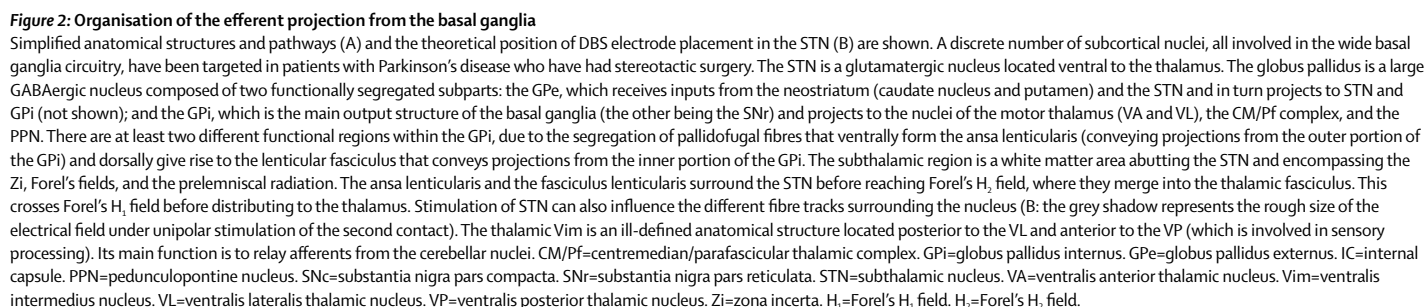 Figure 2: Organisation of the efferent projection from the basal ganglia
Simplified anatomical structures and pathways (A) and the theoretical position of DBS electrode placement in the STN (B) are shown. A discrete number of subcortical nuclei, all involved in the wide basal
ganglia circuitry, have been targeted in patients with Parkinson's disease who have had stereotactic surgery. The STN is a glutamatergic nucleus located ventral to the thalamus. The globus pallidus is a large
GABAergic nucleus composed of two functionally segregated subparts: the GPe, which receives inputs from the neostriatum (caudate nucleus and putamen) and the STN and in turn projects to STN and
GPi (not shown); and the GPi, which is the main output structure of the basal ganglia (the other being the SNr) and projects to the nuclei of the motor thalamus (VA and VL), the CM/Pf complex, and the
PPN. There are at least two different functional regions within the GPi, due to the segregation of pallidofugal fibres that ventrally form the ansa lenticularis (conveying projections from the outer portion of
the GPi) and dorsally give rise to the lenticular fasciculus that conveys projections from the inner portion of the GPi. The subthalamic region is a white matter area abutting the STN and encompassing the
Zi, Forel's fields, and the prelemniscal radiation. The ansa lenticularis and the fasciculus lenticularis surround the STN before reaching Forel's H₂ field, where they merge into the thalamic fasciculus. This
crosses Forel's H₁ field before distributing to the thalamus. Stimulation of STN can also influence the different fibre tracks surrounding the nucleus (B: the grey shadow represents the rough size of the
electrical field under unipolar stimulation of the second contact). The thalamic Vim is an ill-defined anatomical structure located posterior to the VL and anterior to the VP (which is involved in sensory
processing). Its main function is to relay afferents from the cerebellar nuclei. CM/Pf=centremedian/parafascicular thalamic complex. GPi=globus pallidus internus. GPe=globus pallidus externus. IC=internal
capsule. PPN=pedunculopontine nucleus. SNc=substantia nigra pars compacta. SNr=substantia nigra pars reticulata. STN=subthalamic nucleus. VA=ventralis anterior thalamic nucleus. Vim=ventralis
intermedius nucleus. VL=ventralis lateralis thalamic nucleus. VP=ventralis posterior thalamic nucleus. Zi=zona incerta. H₁=Forel's H₁ field. H₂=Forel's H₂ field.